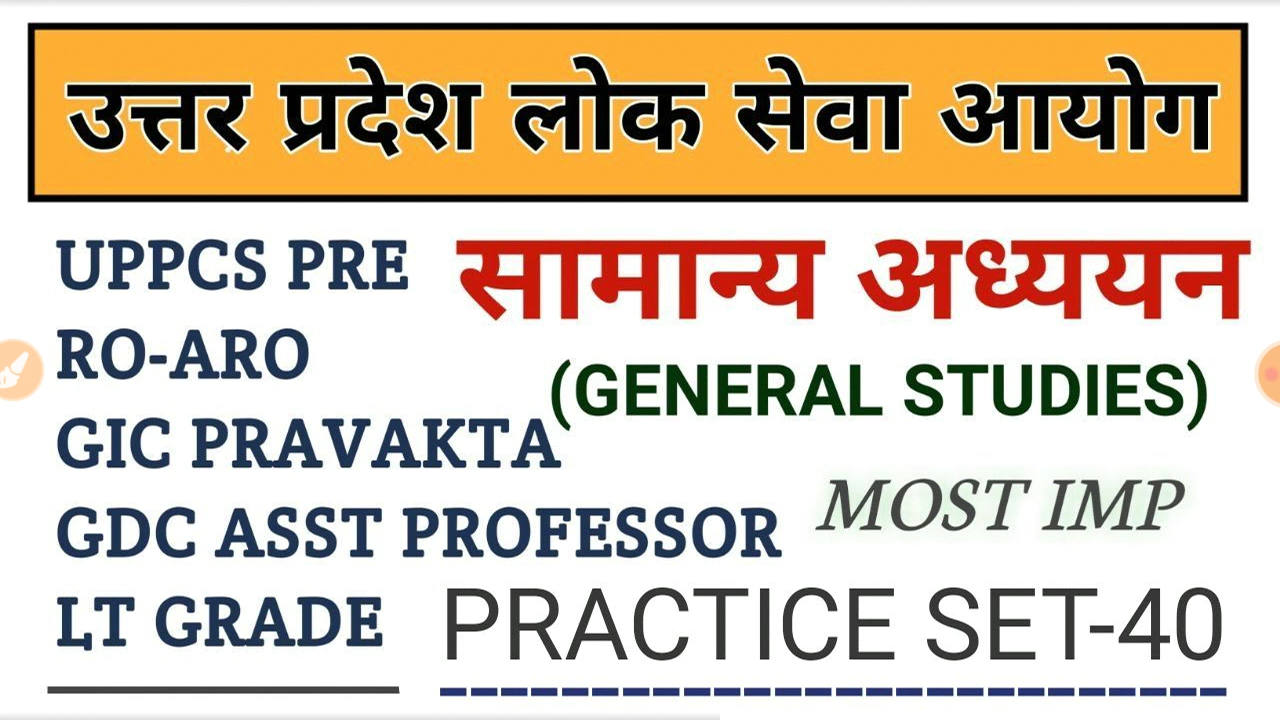 उत्तर प्रदेश लोक सेवा आयोग
UPPCS PRE
सामान्य अध्ययन
RO-ARO
(GENERAL STUDIES)
GIC PRAVAKTA
MOST IMP
GDC ASST PROFESSOR
LT GRADE
PRACTICE SET-40